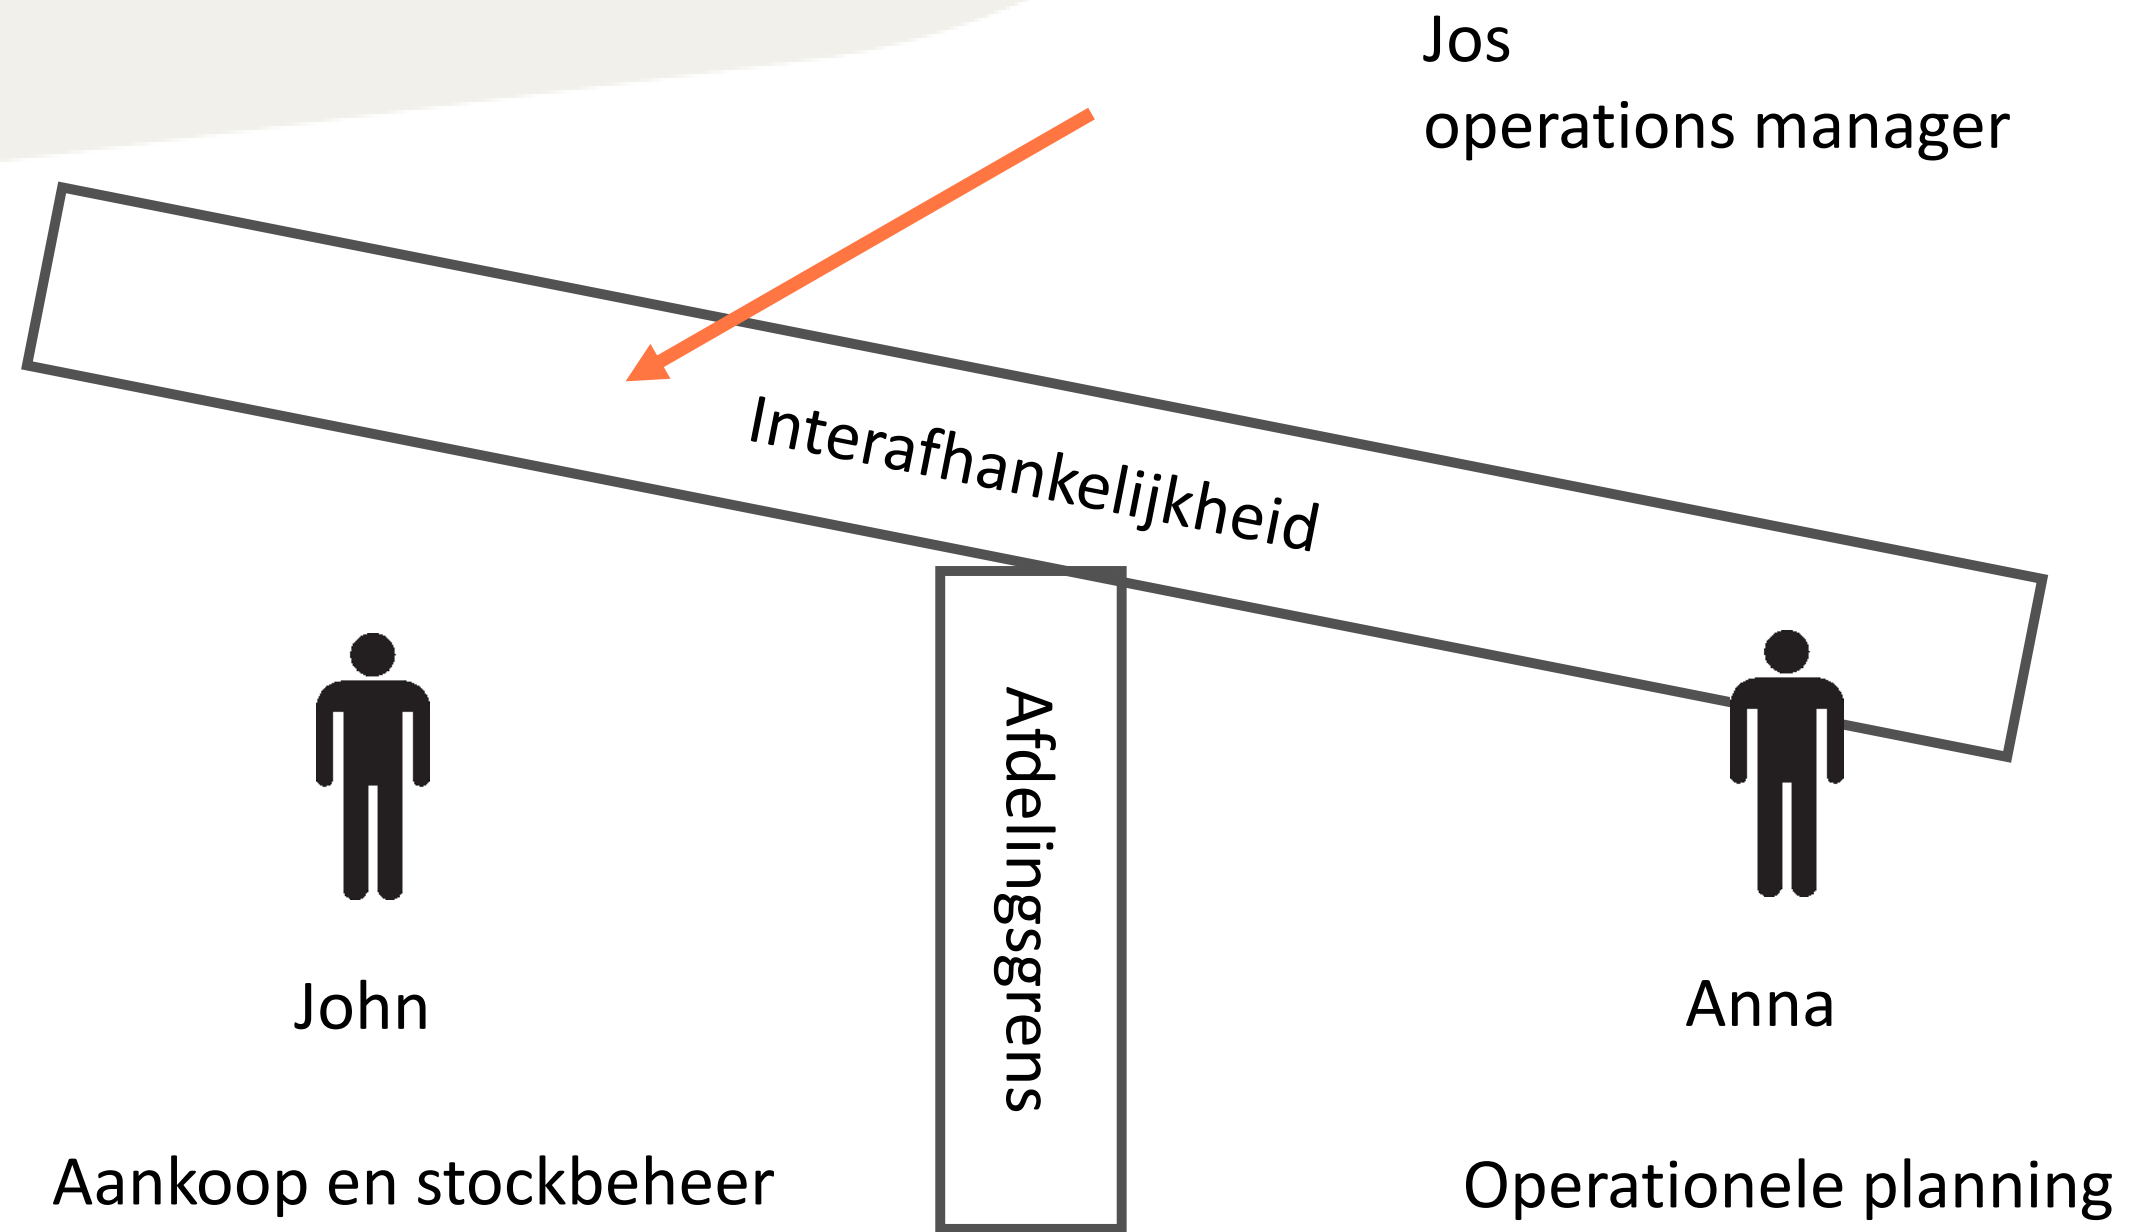 Jos
operations manager
Interafhankelijkheid
Afdelingsgrens
John
Anna
Aankoop en stockbeheer
Operationele planning